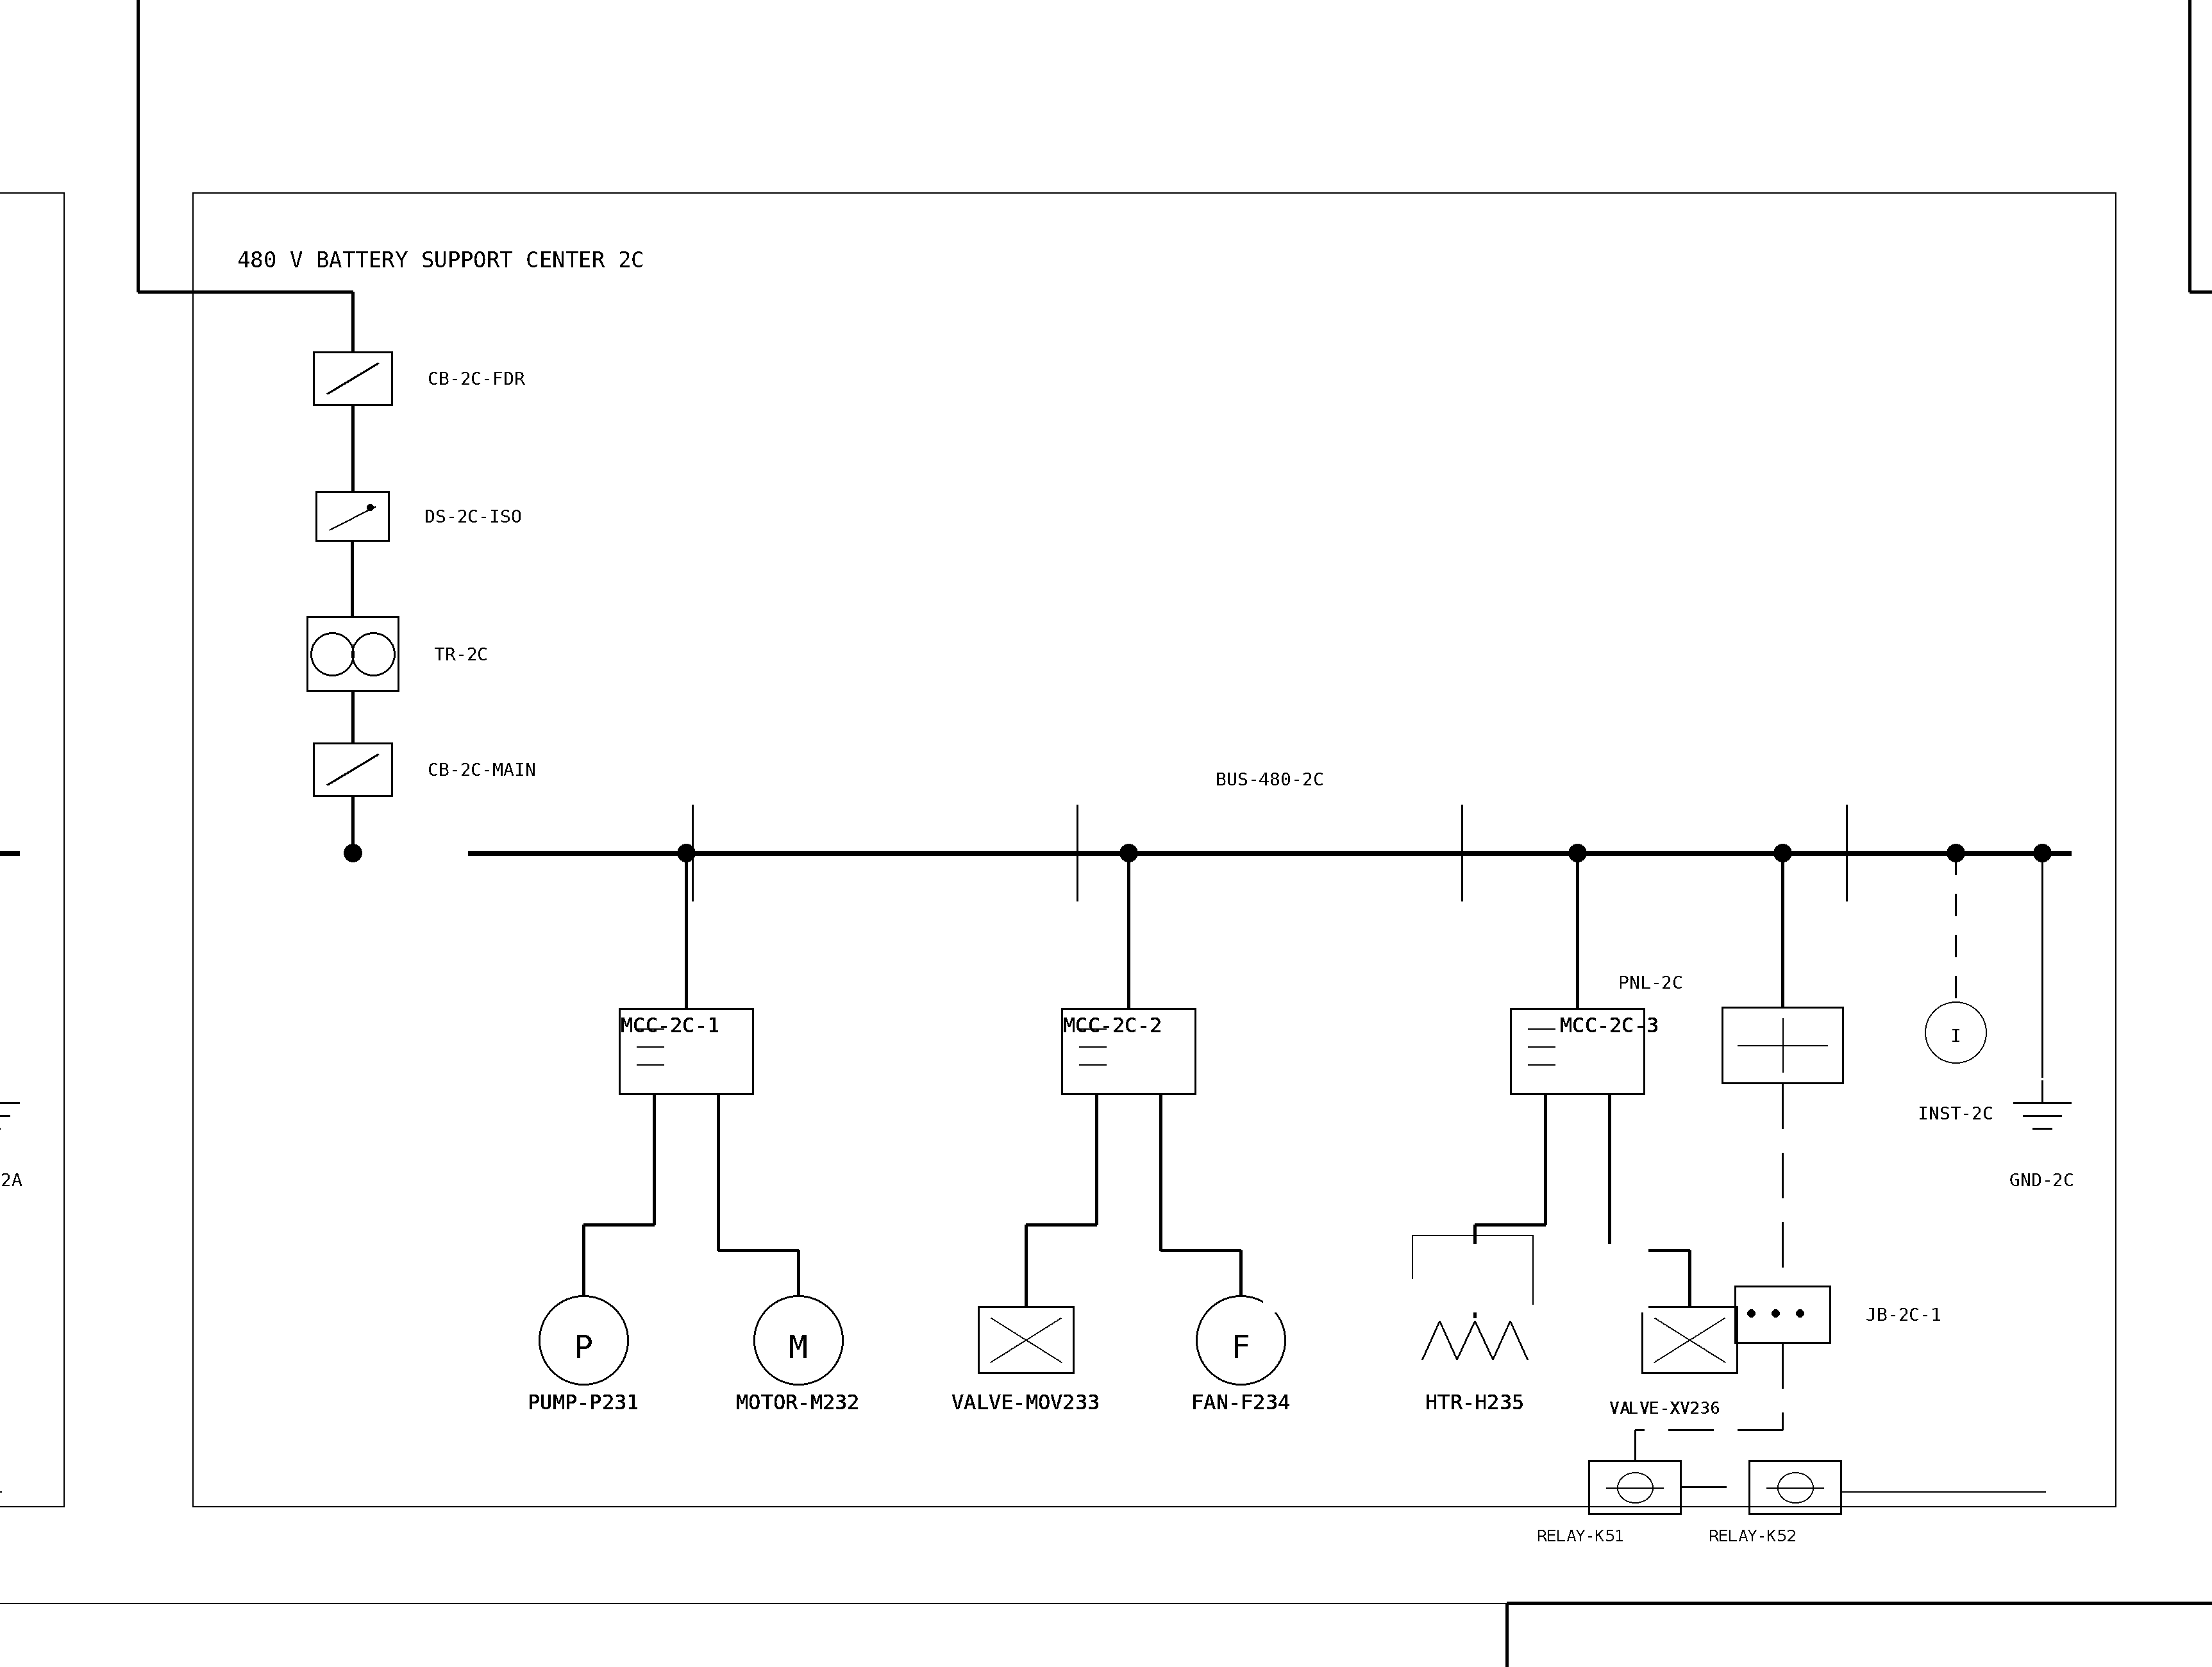 480 V BATTERY SUPPORT CENTER 2C
CB-2C-FDR
DS-2C-ISO
TR-2C
CB-2C-MAIN
BUS-480-2C
PNL-2C
MCC-2C-1
MCC-2C-2
MCC-2C-3
I
INST-2C
2A
GND-2C
JB-2C-1
P
M
F
PUMP-P231
MOTOR-M232
VALVE-MOV233
FAN-F234
HTR-H235
VALVE-XV236
RELAY-K51
RELAY-K52